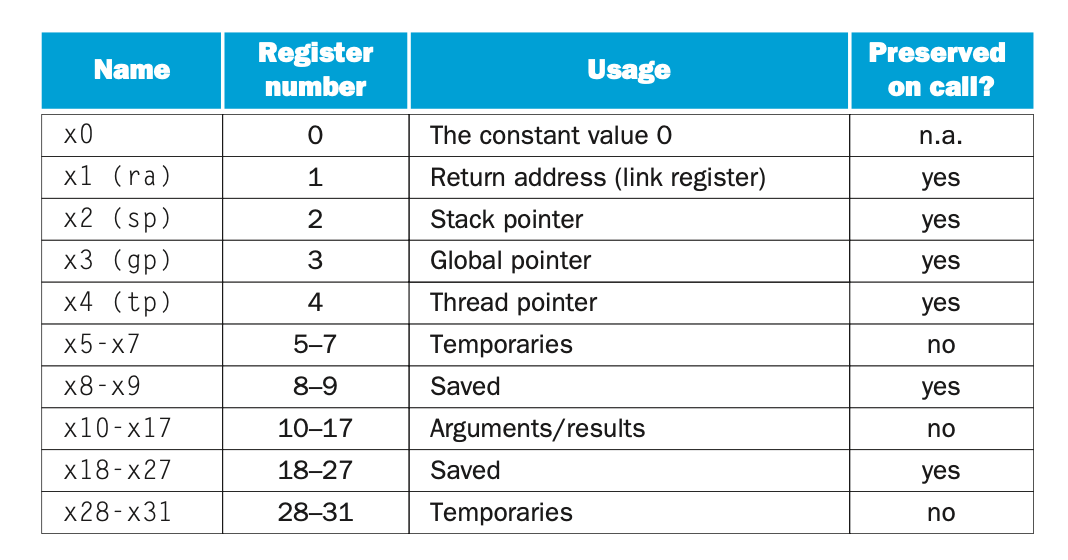 Name Register number Usage Preserved on call?
x0 0 The constant value 0 n.a.
x1 (ra) 1 Return address (link register) yes
x2 (sp) 2 Stack pointer yes
x3 (gp) 3 Global pointer yes
x4 (tp) 4 Thread pointer yes
x5-x7 5–7 Temporaries no
x8-x9 8–9 Saved yes
x10-x17 10–17 Arguments/results no
x18-x27 18–27 Saved yes
x28-x31 28–31 Temporaries no